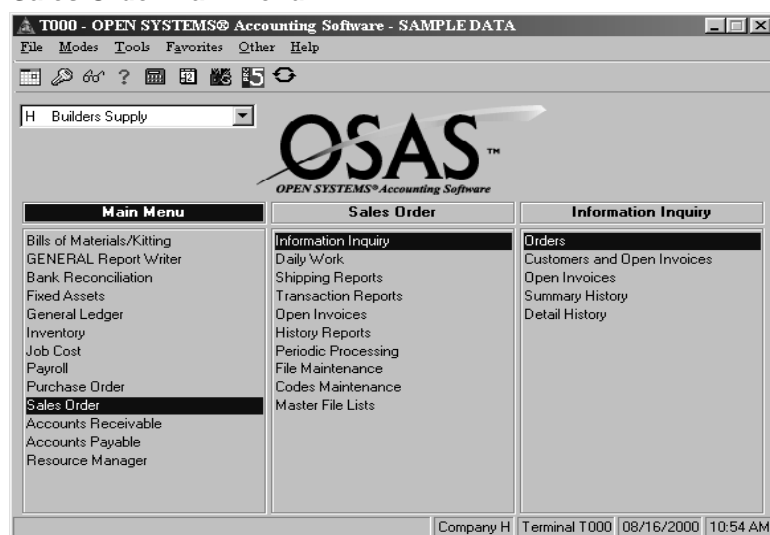 T000 - OPEN SYSTEMS® Accounting Software - SAMPLE DATA
File Modes Tools Favorites Other Help
H Builders Supply
OSAS™
OPEN SYSTEMS® Accounting Software
Main Menu
Bills of Materials/Kitting
GENERAL Report Writer
Bank Reconciliation
Fixed Assets
General Ledger
Inventory
Job Cost
Payroll
Purchase Order
Sales Order
Accounts Receivable
Accounts Payable
Resource Manager
Sales Order
Information Inquiry
Daily Work
Shipping Reports
Transaction Reports
Open Invoices
History Reports
Periodic Processing
File Maintenance
Codes Maintenance
Master File Lists
Information Inquiry
Orders
Customers and Open Invoices
Open Invoices
Summary History
Detail History
Company H Terminal T000 08/16/2000 10:54 AM